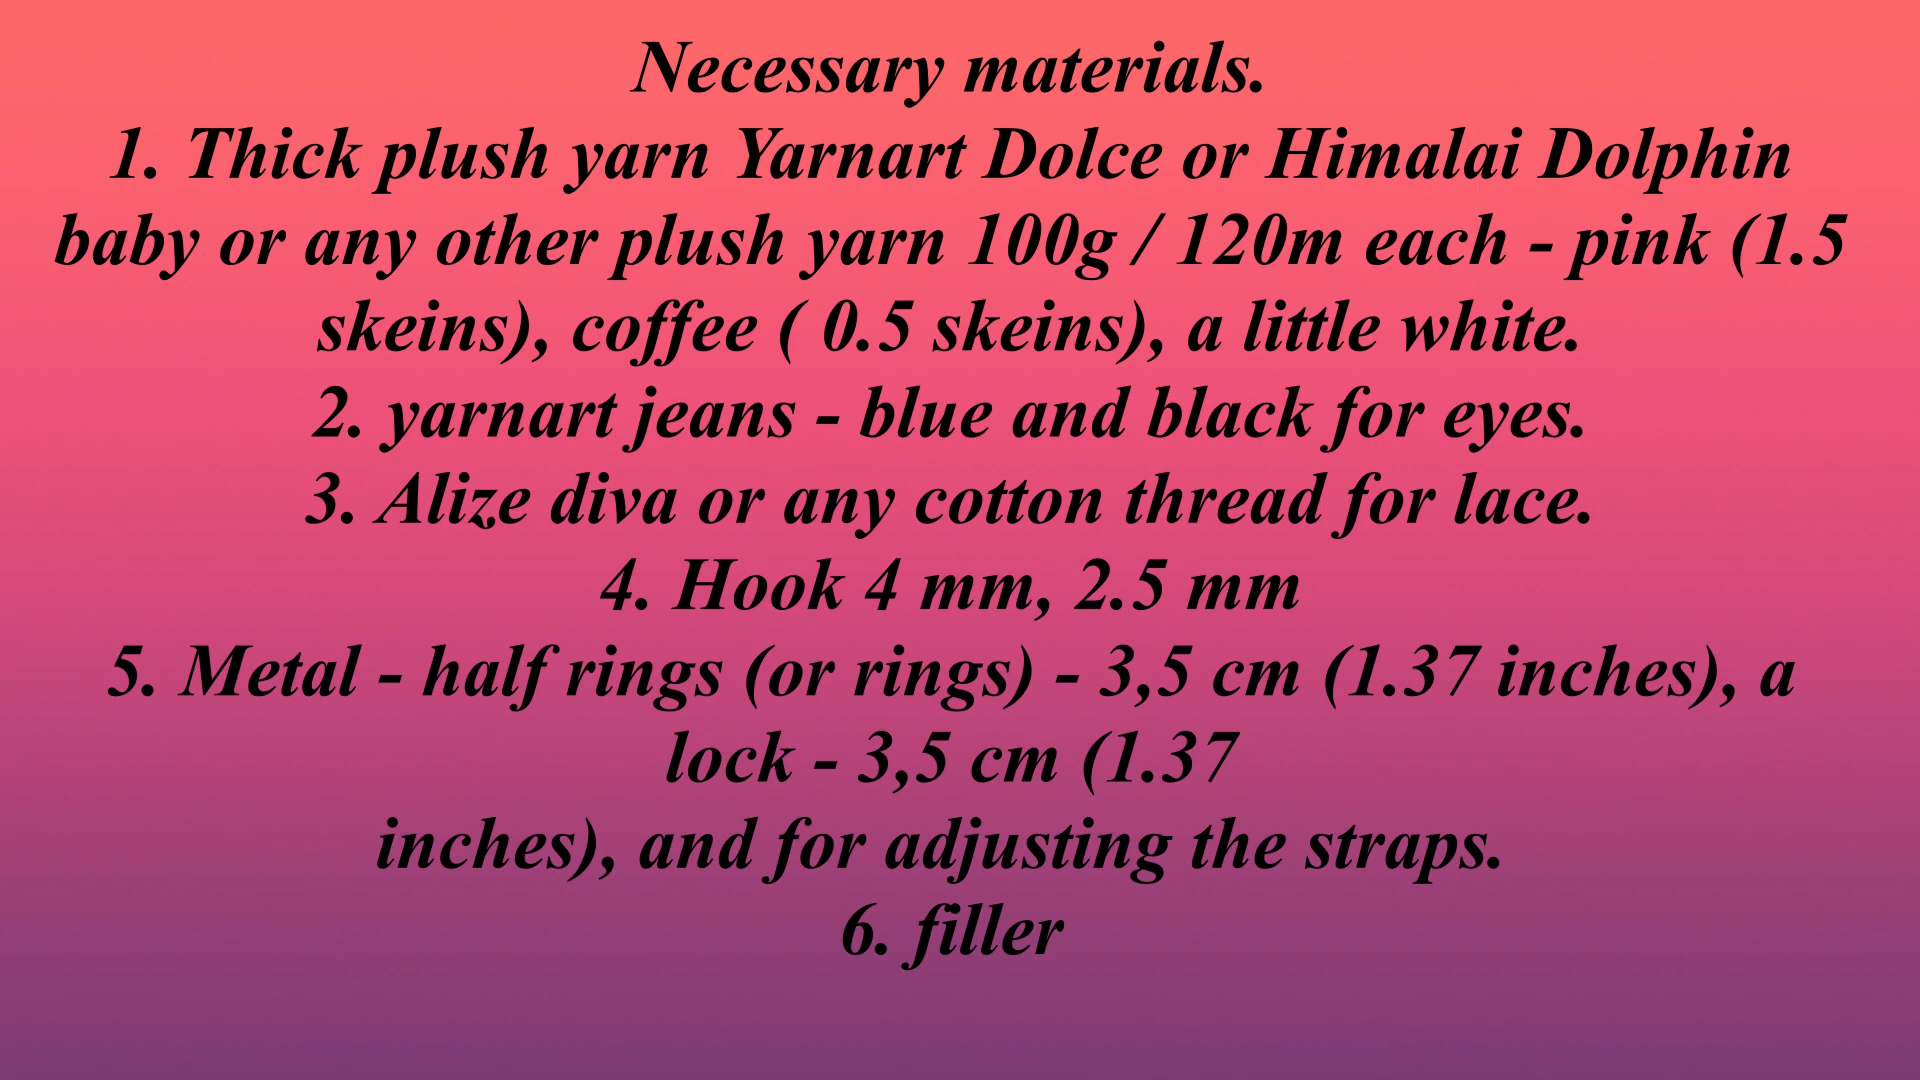 Necessary materials.
1. Thick plush yarn Yarnart Dolce or Himalai Dolphin
baby or any other plush yarn 100g / 120m each - pink (1.5
skeins), coffee ( 0.5 skeins), a little white.
2. yarnart jeans - blue and black for eyes.
3. Alize diva or any cotton thread for lace.
4. Hook 4 mm, 2.5 mm
5. Metal - half rings (or rings) - 3,5 cm (1.37 inches), a
lock - 3,5 cm (1.37
inches), and for adjusting the straps.
6. filler